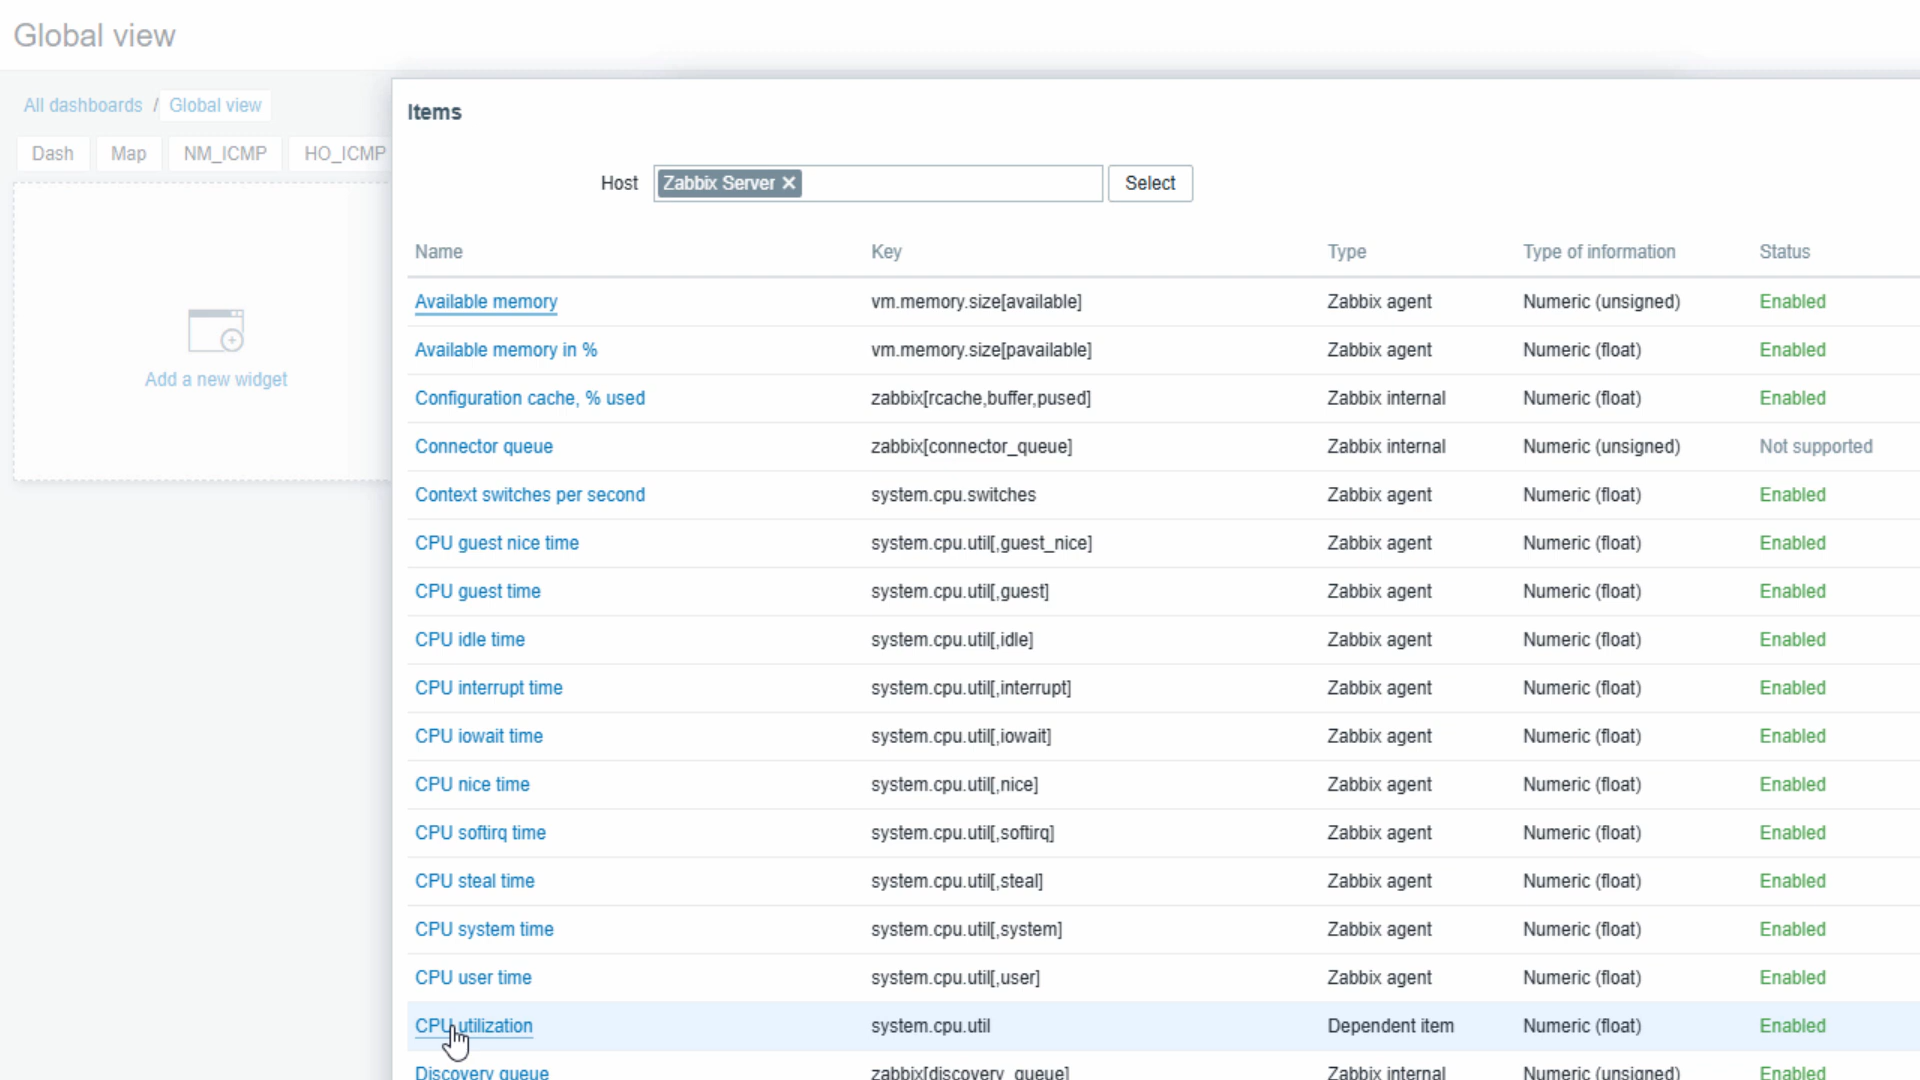 Global view
All dashboards / Global view
Dash Map NM_ICMP HO_ICMP
Add a new widget
Items
Host Zabbix Server Select
Name Key Type Type of information Status
Available memory vm.memory.size[available] Zabbix agent Numeric (unsigned) Enabled
Available memory in % vm.memory.size[pavailable] Zabbix agent Numeric (float) Enabled
Configuration cache, % used zabbix[rcache,buffer,pused] Zabbix internal Numeric (float) Enabled
Connector queue zabbix[connector_queue] Zabbix internal Numeric (unsigned) Not supported
Context switches per second system.cpu.switches Zabbix agent Numeric (float) Enabled
CPU guest nice time system.cpu.util[,guest_nice] Zabbix agent Numeric (float) Enabled
CPU guest time system.cpu.util[,guest] Zabbix agent Numeric (float) Enabled
CPU idle time system.cpu.util[,idle] Zabbix agent Numeric (float) Enabled
CPU interrupt time system.cpu.util[,interrupt] Zabbix agent Numeric (float) Enabled
CPU iowait time system.cpu.util[,iowait] Zabbix agent Numeric (float) Enabled
CPU nice time system.cpu.util[,nice] Zabbix agent Numeric (float) Enabled
CPU softirq time system.cpu.util[,softirq] Zabbix agent Numeric (float) Enabled
CPU steal time system.cpu.util[,steal] Zabbix agent Numeric (float) Enabled
CPU system time system.cpu.util[,system] Zabbix agent Numeric (float) Enabled
CPU user time system.cpu.util[,user] Zabbix agent Numeric (float) Enabled
CPU utilization system.cpu.util Dependent item Numeric (float) Enabled
Discovery queue zabbix[discovery_queue] Zabbix internal Numeric (unsigned) Enabled